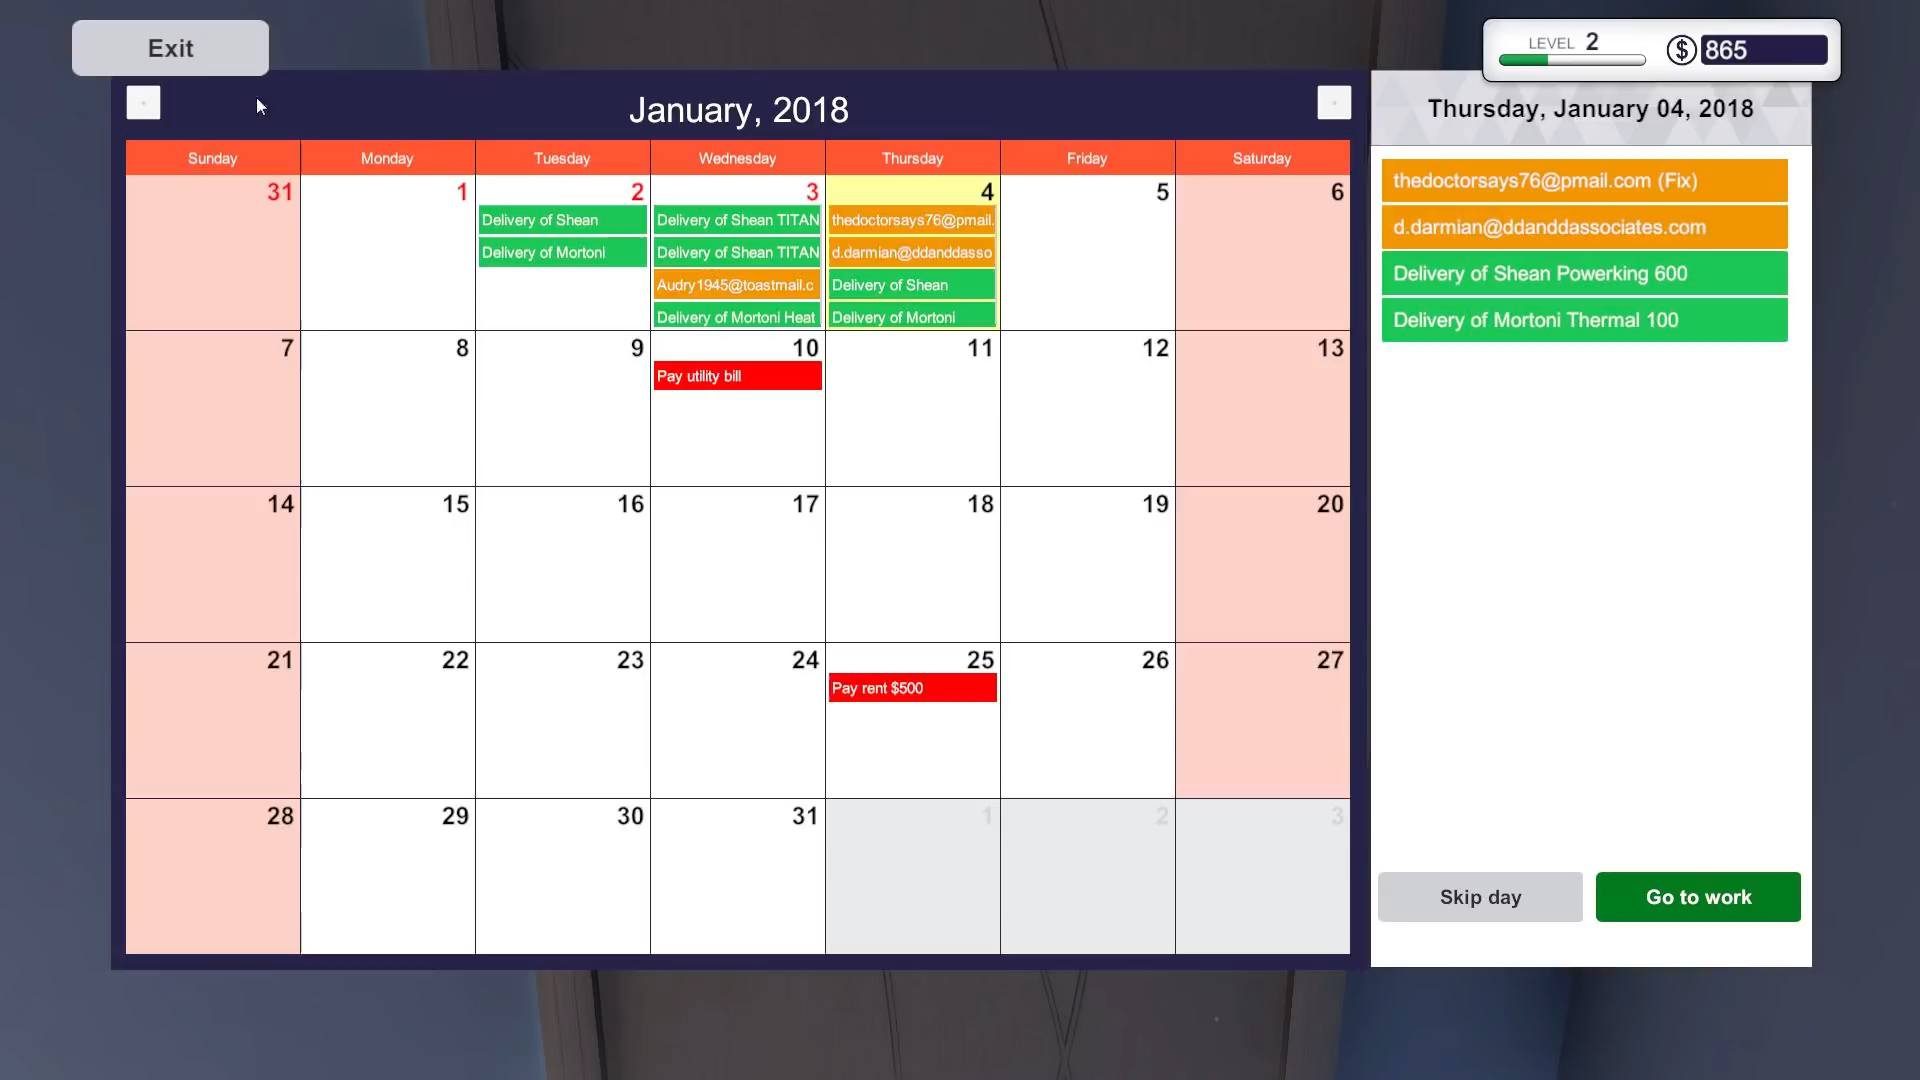 Exit
LEVEL 2
$ 865
January, 2018
Thursday, January 04, 2018
Sunday Monday Tuesday Wednesday Thursday Friday Saturday
31 1 2 3 4 5 6
Delivery of Shean
Delivery of Mortoni
Delivery of Shean TITAN
Delivery of Shean TITAN
Audry1945@toastmail.c
Delivery of Mortoni Heat
thedoctorsays76@pmail.
d.darmian@ddanddasso
Delivery of Shean
Delivery of Mortoni
7 8 9 10 11 12 13
Pay utility bill
14 15 16 17 18 19 20
21 22 23 24 25 26 27
Pay rent $500
28 29 30 31 1 2 3
thedoctorsays76@pmail.com (Fix)
d.darmian@ddanddassociates.com
Delivery of Shean Powerking 600
Delivery of Mortoni Thermal 100
Skip day
Go to work